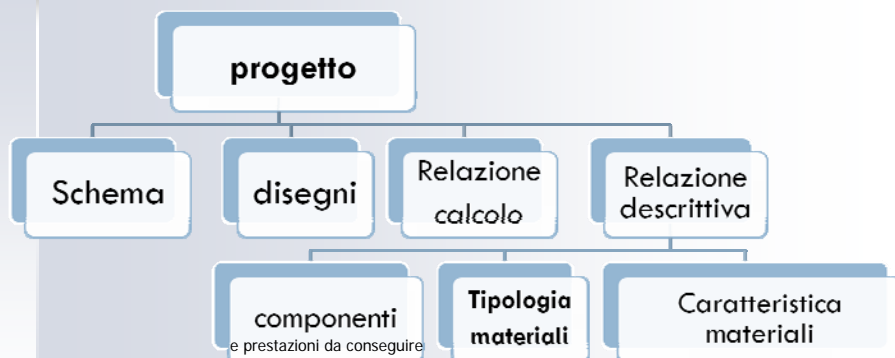 progetto
Schema
disegni
Relazione
calcolo
Relazione
descrittiva
componenti
e prestazioni da conseguire
Tipologia
materiali
Caratteristica
materiali